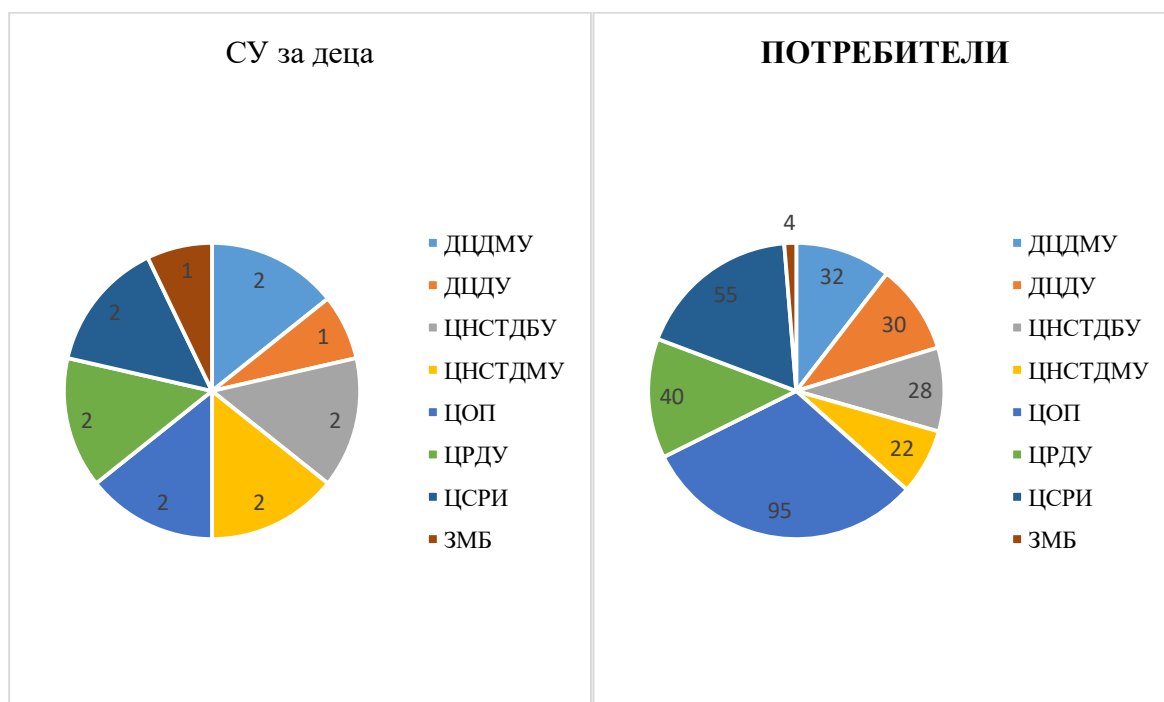 СУ за деца
2
1
2
2
2
2
2
1
ДЦДМУ
ДЦДУ
ЦНСТДБУ
ЦНСТДМУ
ЦОП
ЦРДУ
ЦСРИ
ЗМБ
ПОТРЕБИТЕЛИ
32
30
28
22
95
40
55
4
ДЦДМУ
ДЦДУ
ЦНСТДБУ
ЦНСТДМУ
ЦОП
ЦРДУ
ЦСРИ
ЗМБ